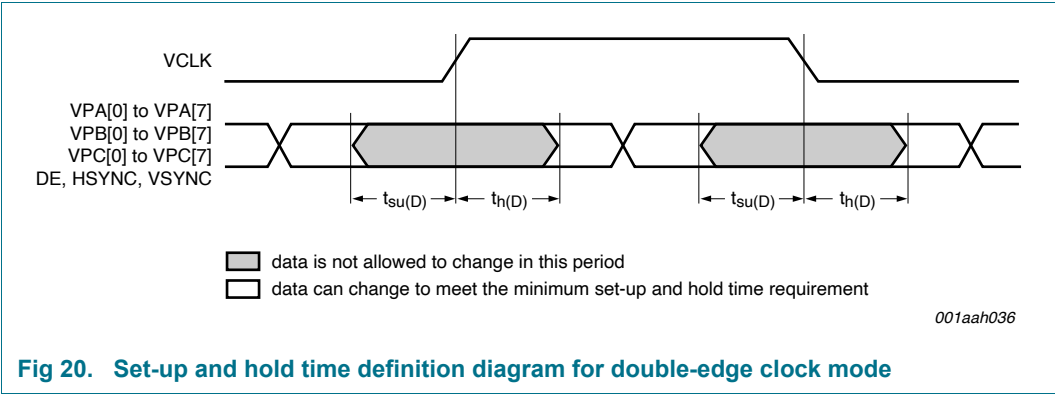 VCLK
VPA[0] to VPA[7]
VPB[0] to VPB[7]
VPC[0] to VPC[7]
DE, HSYNC, VSYNC
tsu(D) th(D) tsu(D) th(D)
data is not allowed to change in this period
data can change to meet the minimum set-up and hold time requirement
001aah036
Fig 20. Set-up and hold time definition diagram for double-edge clock mode